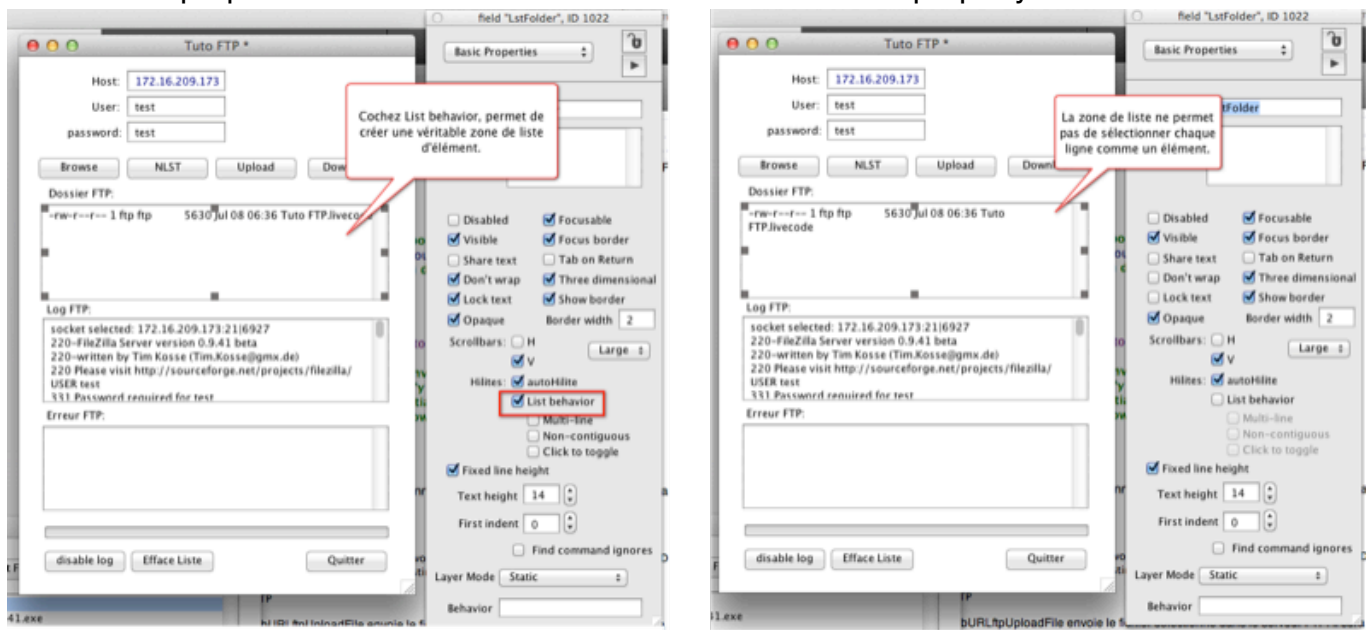 field "LstFolder", ID 1022
Tuto FTP *
Basic Properties
Host: 172.16.209.173
User: test
password: test
Cochez List behavior, permet de
créer une véritable zone de liste
d'élément.
Browse
NLST
Upload
Dow
Dossier FTP:
-rw-r--r-- 1 ftp ftp 5630 Jul 08 06:36 Tuto FTP.liveco
Log FTP:
socket selected: 172.16.209.173:21|6927
220-FileZilla Server version 0.9.41 beta
220-written by Tim Kosse (Tim.Kosse@gmx.de)
220 Please visit http://sourceforge.net/projects/filezilla/
USER test
331 Password required for test
Erreur FTP:
disable log
Efface Liste
Quitter
Disabled
Focusable
Visible
Focus border
Share text
Tab on Return
Don't wrap
Three dimensional
Lock text
Show border
Opaque
Border width 2
Scrollbars: H
V
Large
Hilites: autoHilite
List behavior
Multi-line
Non-contiguous
Click to toggle
Fixed line height
Text height 14
First indent 0
Find command ignores
Layer Mode Static
Behavior
41.exe
bURLftpUploadFile envoie le fi
field "LstFolder", ID 1022
Tuto FTP *
Basic Properties
Host: 172.16.209.173
User: test
password: test
tFolder
La zone de liste ne permet
pas de sélectionner chaque
ligne comme un élément.
Browse
NLST
Upload
Downl
Dossier FTP:
-rw-r--r-- 1 ftp ftp 5630 Jul 08 06:36 Tuto
FTP.livecode
Log FTP:
socket selected: 172.16.209.173:21|6927
220-FileZilla Server version 0.9.41 beta
220-written by Tim Kosse (Tim.Kosse@gmx.de)
220 Please visit http://sourceforge.net/projects/filezilla/
USER test
331 Password required for test
Erreur FTP:
disable log
Efface Liste
Quitter
Disabled
Focusable
Visible
Focus border
Share text
Tab on Return
Don't wrap
Three dimensional
Lock text
Show border
Opaque
Border width 2
Scrollbars: H
V
Large
Hilites: autoHilite
List behavior
Multi-line
Non-contiguous
Click to toggle
Fixed line height
Text height 14
First indent 0
Find command ignores
Layer Mode Static
Behavior
1.exe
bURLftpUploadFile envoie le fi